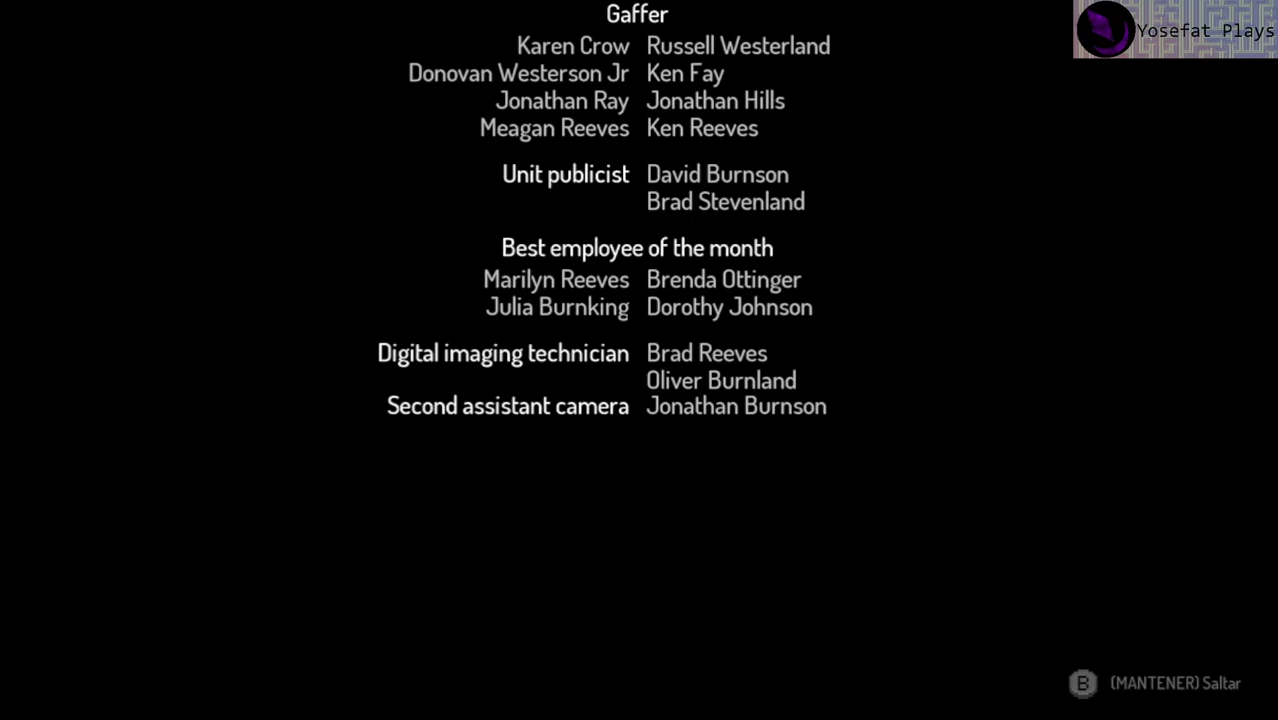 Gaffer
Yosefat Plays
Karen Crow Russell Westerland
Donovan Westerson Jr Ken Fay
Jonathan Ray Jonathan Hills
Meagan Reeves Ken Reeves
Unit publicist David Burnson
Brad Stevenland
Best employee of the month
Marilyn Reeves Brenda Ottinger
Julia Burnking Dorothy Johnson
Digital imaging technician Brad Reeves
Oliver Burnland
Second assistant camera Jonathan Burnson
B (MANTENER) Saltar